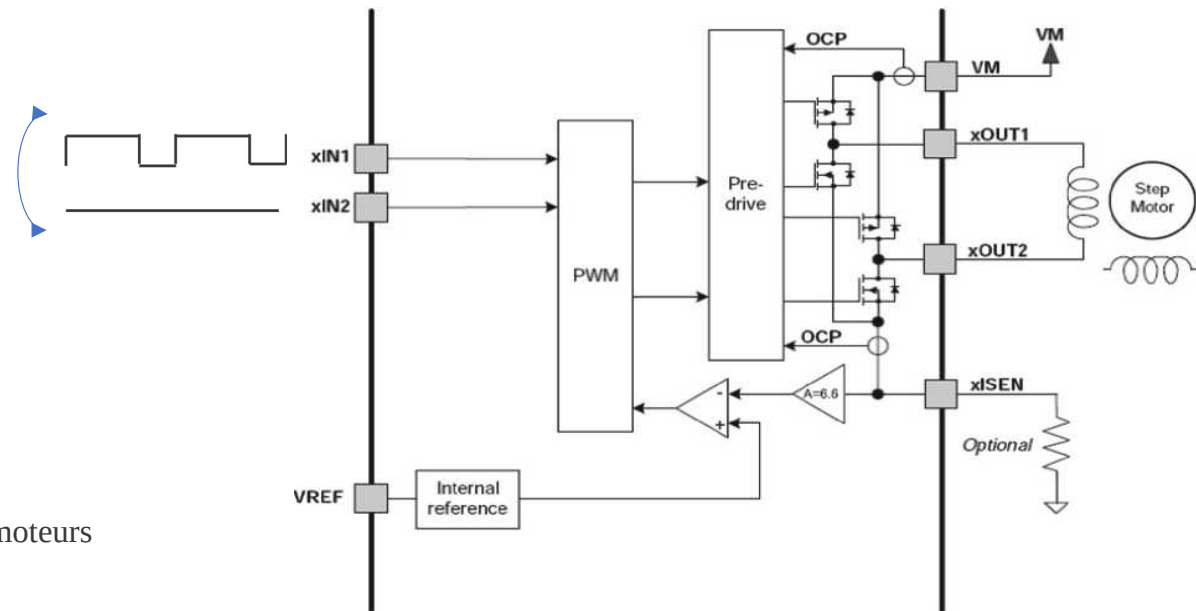 OCP
VM
VM
xOUT1
xIN1
xIN2
Pre-
drive
Step
Motor
PWM
xOUT2
OCP
A=6.6
xISEN
-
+
Optional
VREF
Internal
reference
moteurs